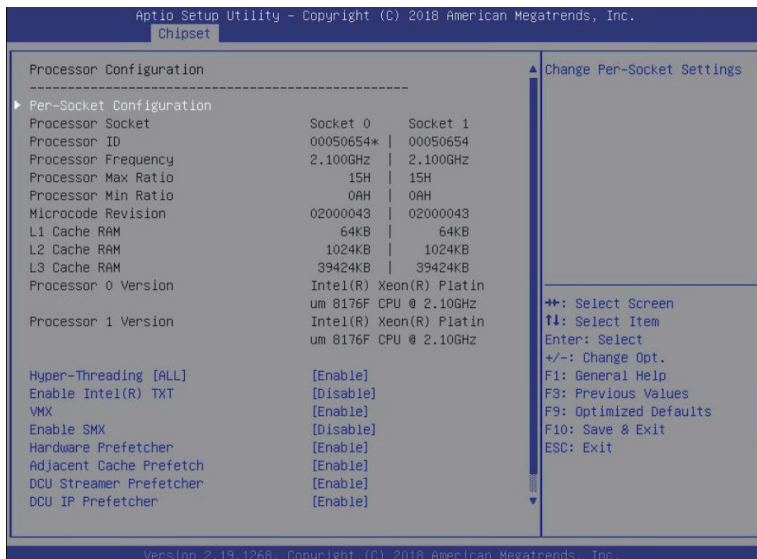 Aptio Setup Utility – Copyright (C) 2018 American Megatrends, Inc.
Chipset
Processor Configuration
--------------------------------------------------
Per-Socket Configuration
Processor Socket Socket 0 Socket 1
Processor ID 00050654* | 00050654
Processor Frequency 2.100GHz | 2.100GHz
Processor Max Ratio 15H | 15H
Processor Min Ratio 0AH | 0AH
Microcode Revision 02000043 | 02000043
L1 Cache RAM 64KB | 64KB
L2 Cache RAM 1024KB | 1024KB
L3 Cache RAM 39424KB | 39424KB
Processor 0 Version Intel(R) Xeon(R) Platin
um 8176F CPU @ 2.10GHz
Processor 1 Version Intel(R) Xeon(R) Platin
um 8176F CPU @ 2.10GHz
Hyper-Threading [ALL] [Enable]
Enable Intel(R) TXT [Disable]
VMX [Enable]
Enable SMX [Disable]
Hardware Prefetcher [Enable]
Adjacent Cache Prefetch [Enable]
DCU Streamer Prefetcher [Enable]
DCU IP Prefetcher [Enable]
Change Per-Socket Settings
→←: Select Screen
↑↓: Select Item
Enter: Select
+/-: Change Opt.
F1: General Help
F3: Previous Values
F9: Optimized Defaults
F10: Save & Exit
ESC: Exit
Version 2.19.1268. Copyright (C) 2018 American Megatrends, Inc.